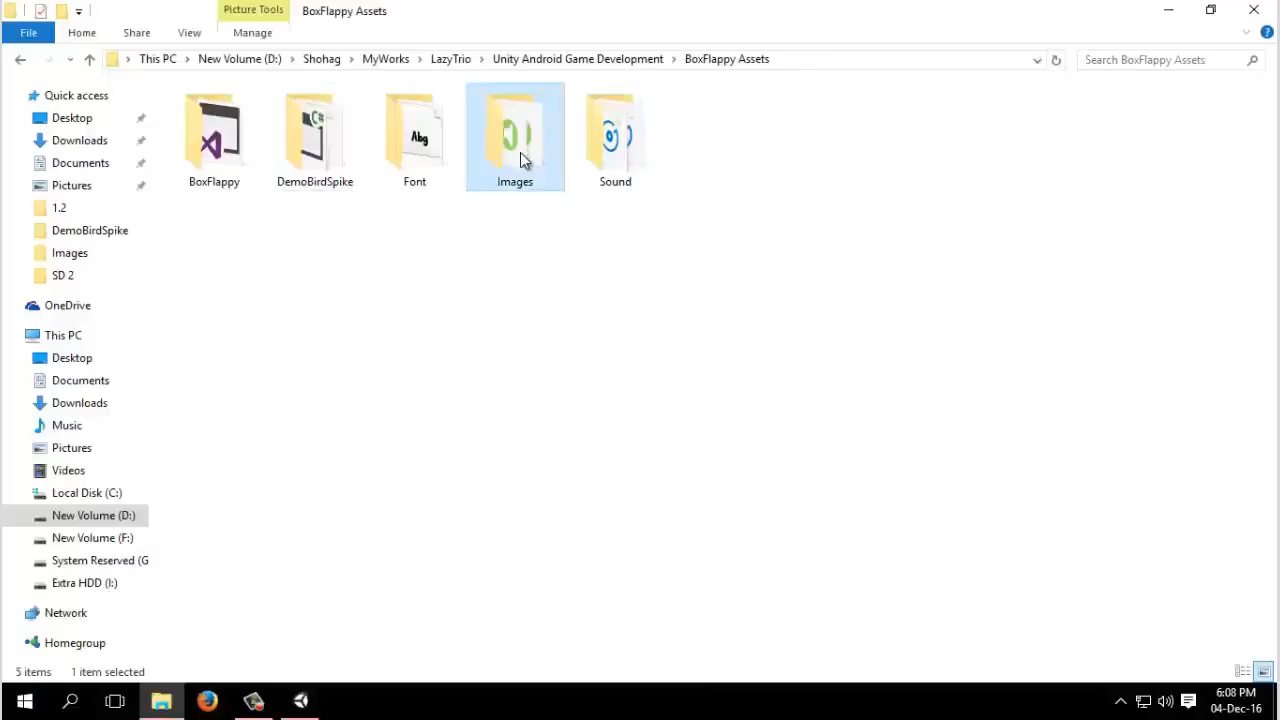 Picture Tools
BoxFlappy Assets
File Home Share View Manage
This PC New Volume (D:) Shohag MyWorks LazyTrio Unity Android Game Development BoxFlappy Assets
Search BoxFlappy Assets
Quick access
Desktop
Downloads
Documents
Pictures
1.2
DemoBirdSpike
Images
SD 2
OneDrive
This PC
Desktop
Documents
Downloads
Music
Pictures
Videos
Local Disk (C:)
New Volume (D:)
New Volume (F:)
System Reserved (G
Extra HDD (I:)
Network
Homegroup
C#
Abg
BoxFlappy
DemoBirdSpike
Font
Images
Sound
5 items 1 item selected
6:08 PM
04-Dec-16